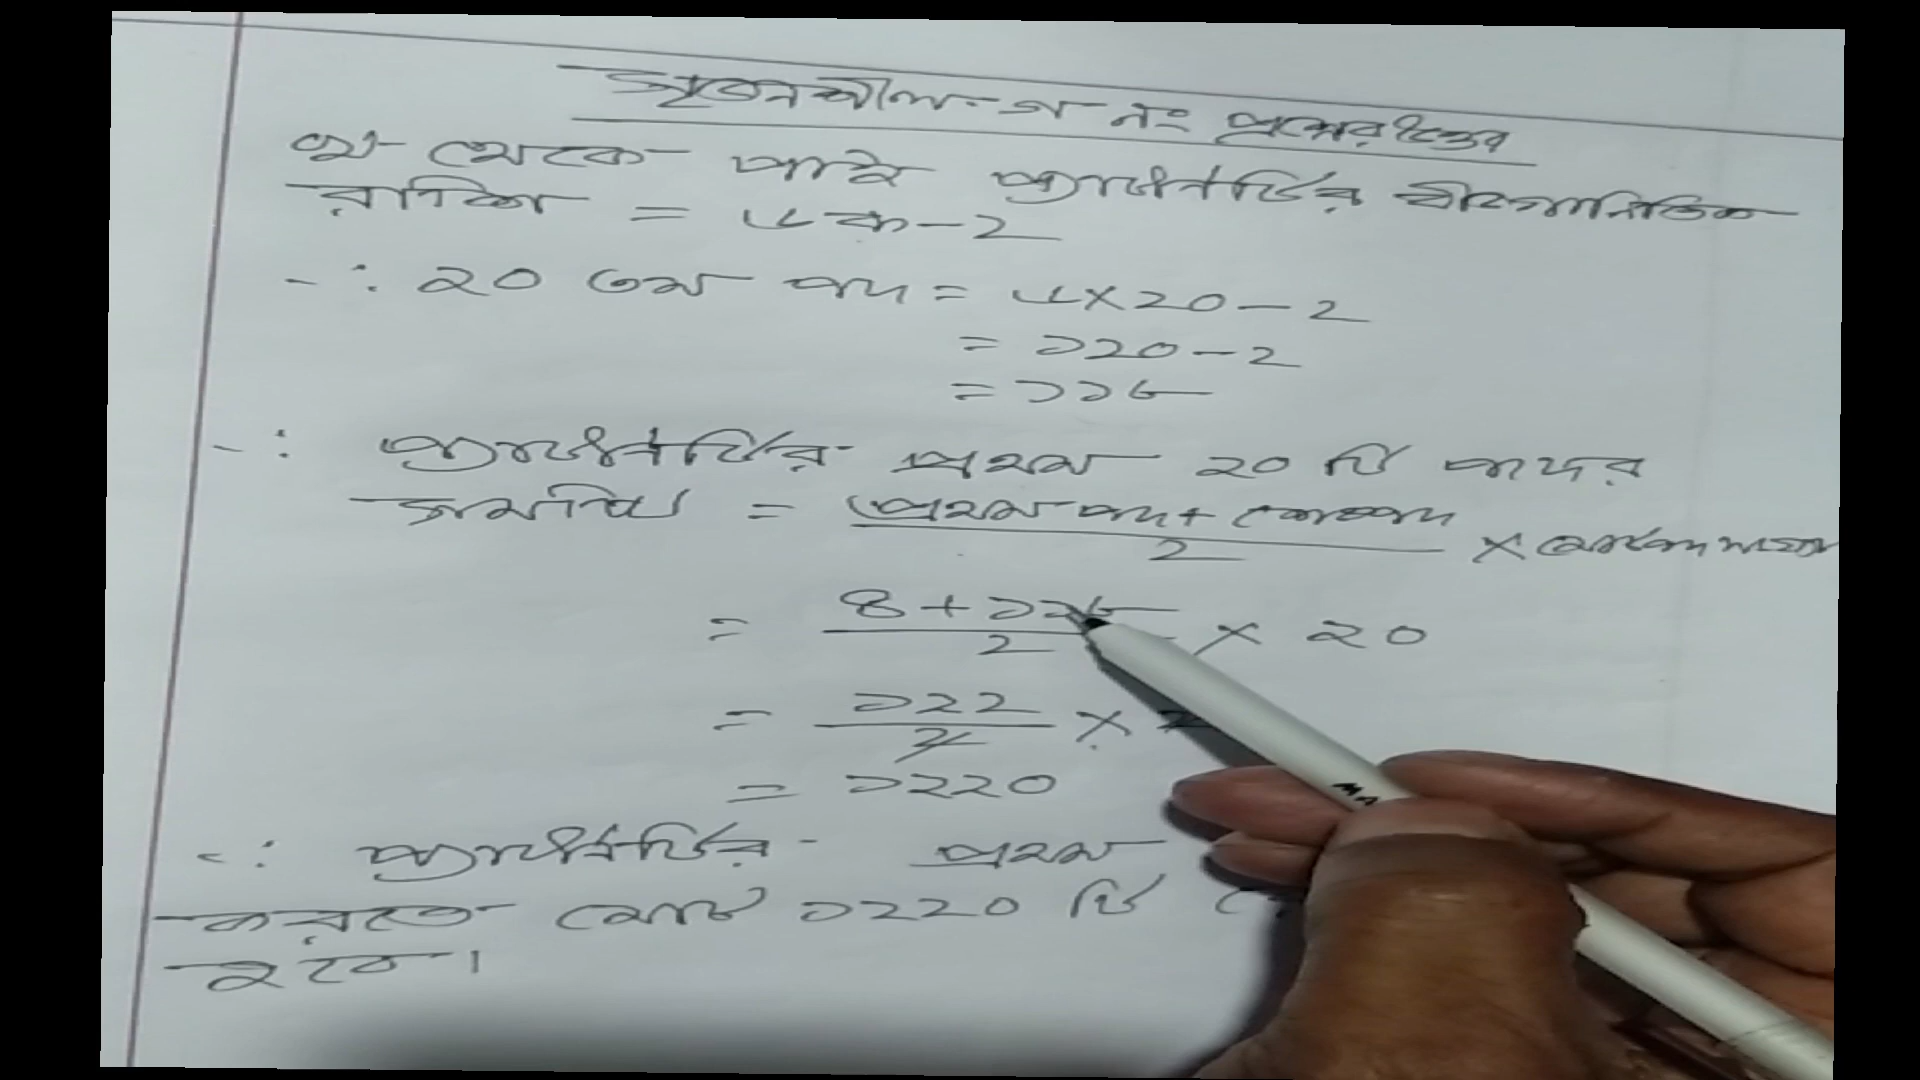 সৃজনশীল গ নং প্রশ্নের উত্তর
খ থেকে পাই প্যাটার্নটির বীজগানিতিক
রাশি = ৬ক-২
∴ ২০ তম পদ = ৬×২০-২
= ১২০-২
= ১১৮
∴ প্যাটার্নটির প্রথম ২০ টি পদের
সমষ্টি = প্রথম পদ + শেষপদ / ২ × পদসংখ্যা
= ৪+১১৮ / ২ × ২০
= ১২২ / ২ ×
= ১২২০
∴ প্যাটার্নটির প্রথম
করতে মোট ১২২০ টি
হবে।